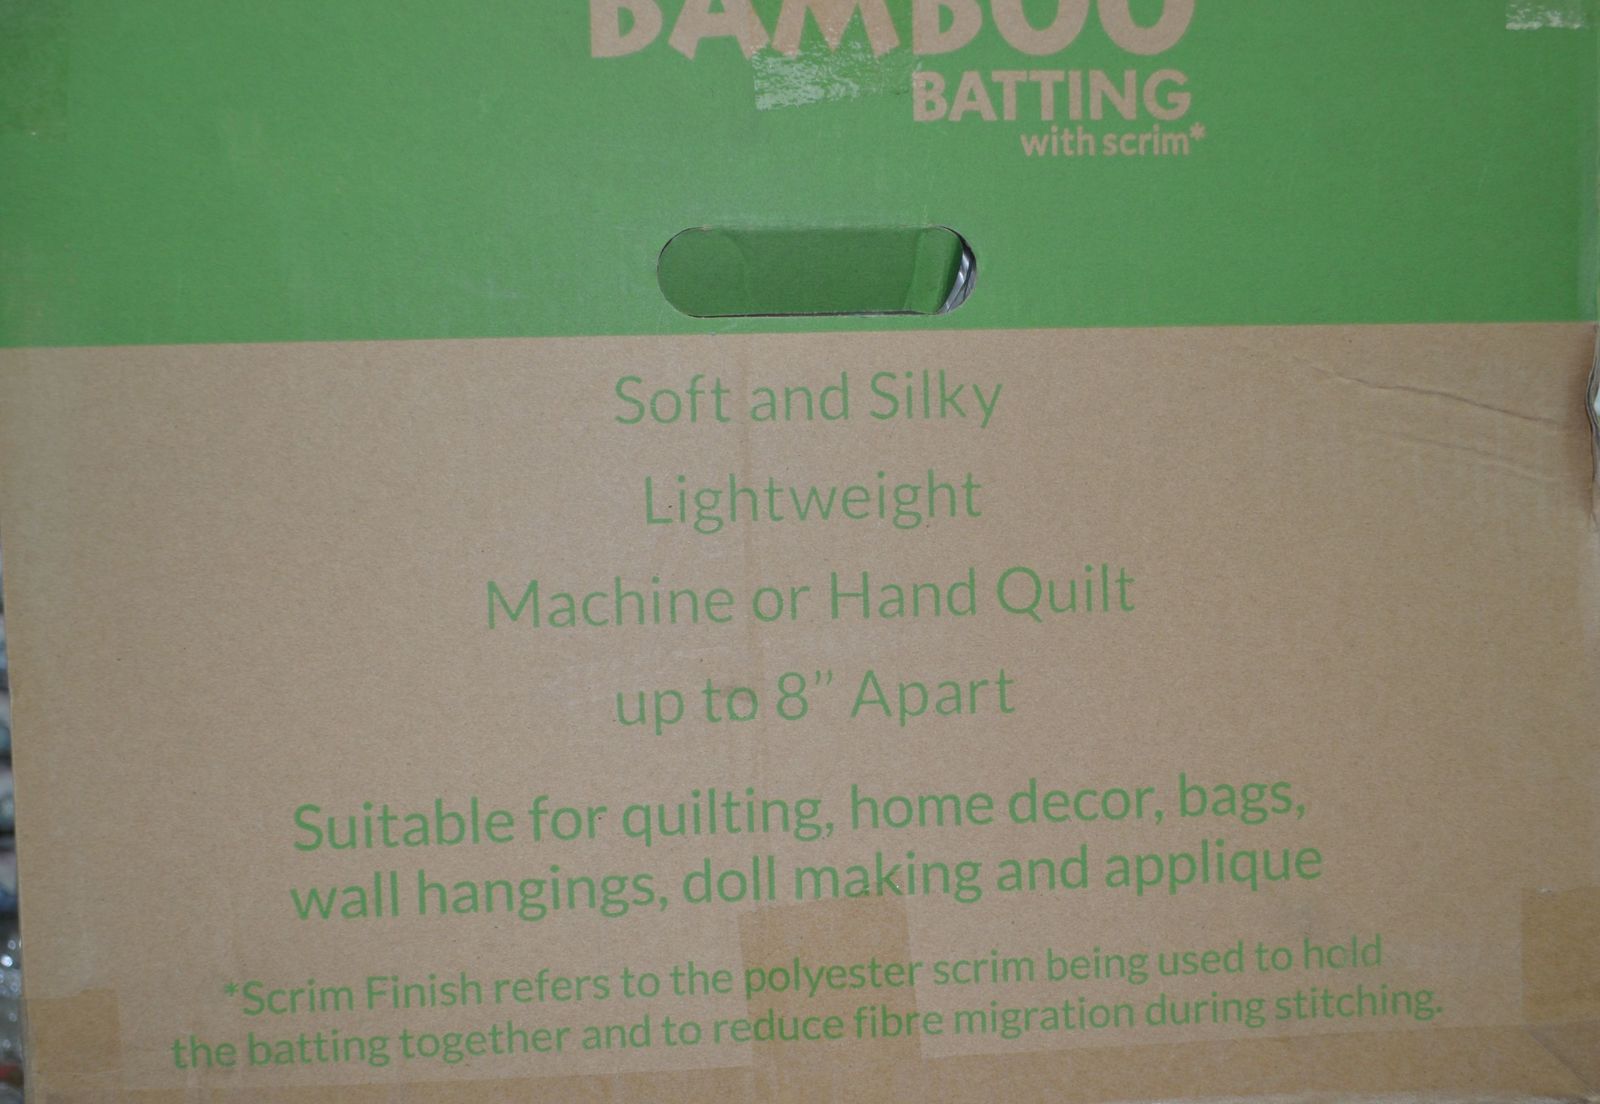 BAMBOO
BATTING
with scrim*
Soft and Silky
Lightweight
Machine or Hand Quilt
up to 8” Apart
Suitable for quilting, home decor, bags,
wall hangings, doll making and applique
*Scrim Finish refers to the polyester scrim being used to hold
the batting together and to reduce fibre migration during stitching.